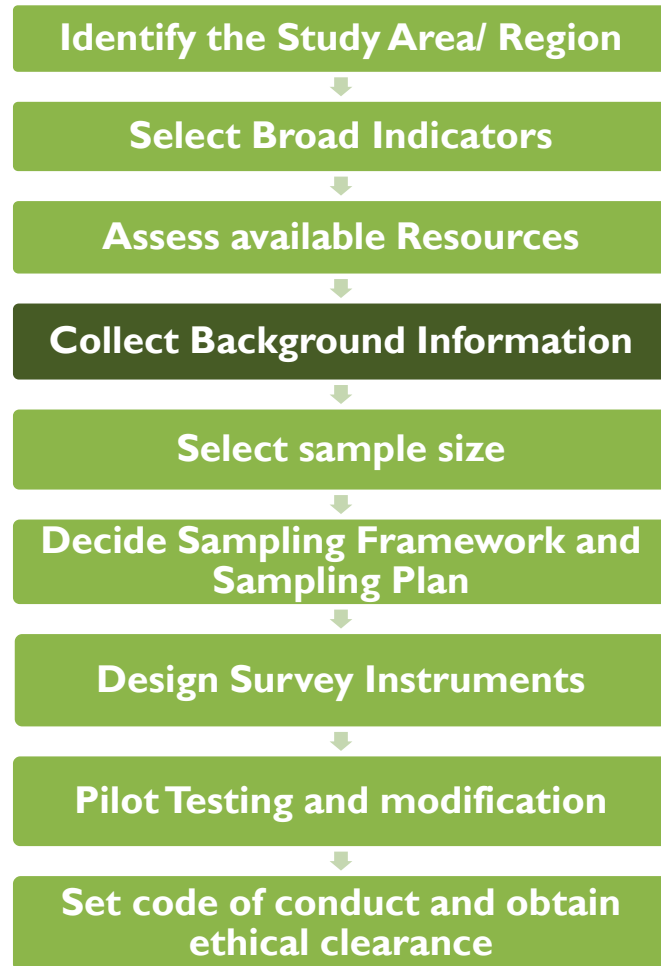 Identify the Study Area/ Region
Select Broad Indicators
Assess available Resources
Collect Background Information
Select sample size
Decide Sampling Framework and
Sampling Plan
Design Survey Instruments
Pilot Testing and modification
Set code of conduct and obtain
ethical clearance